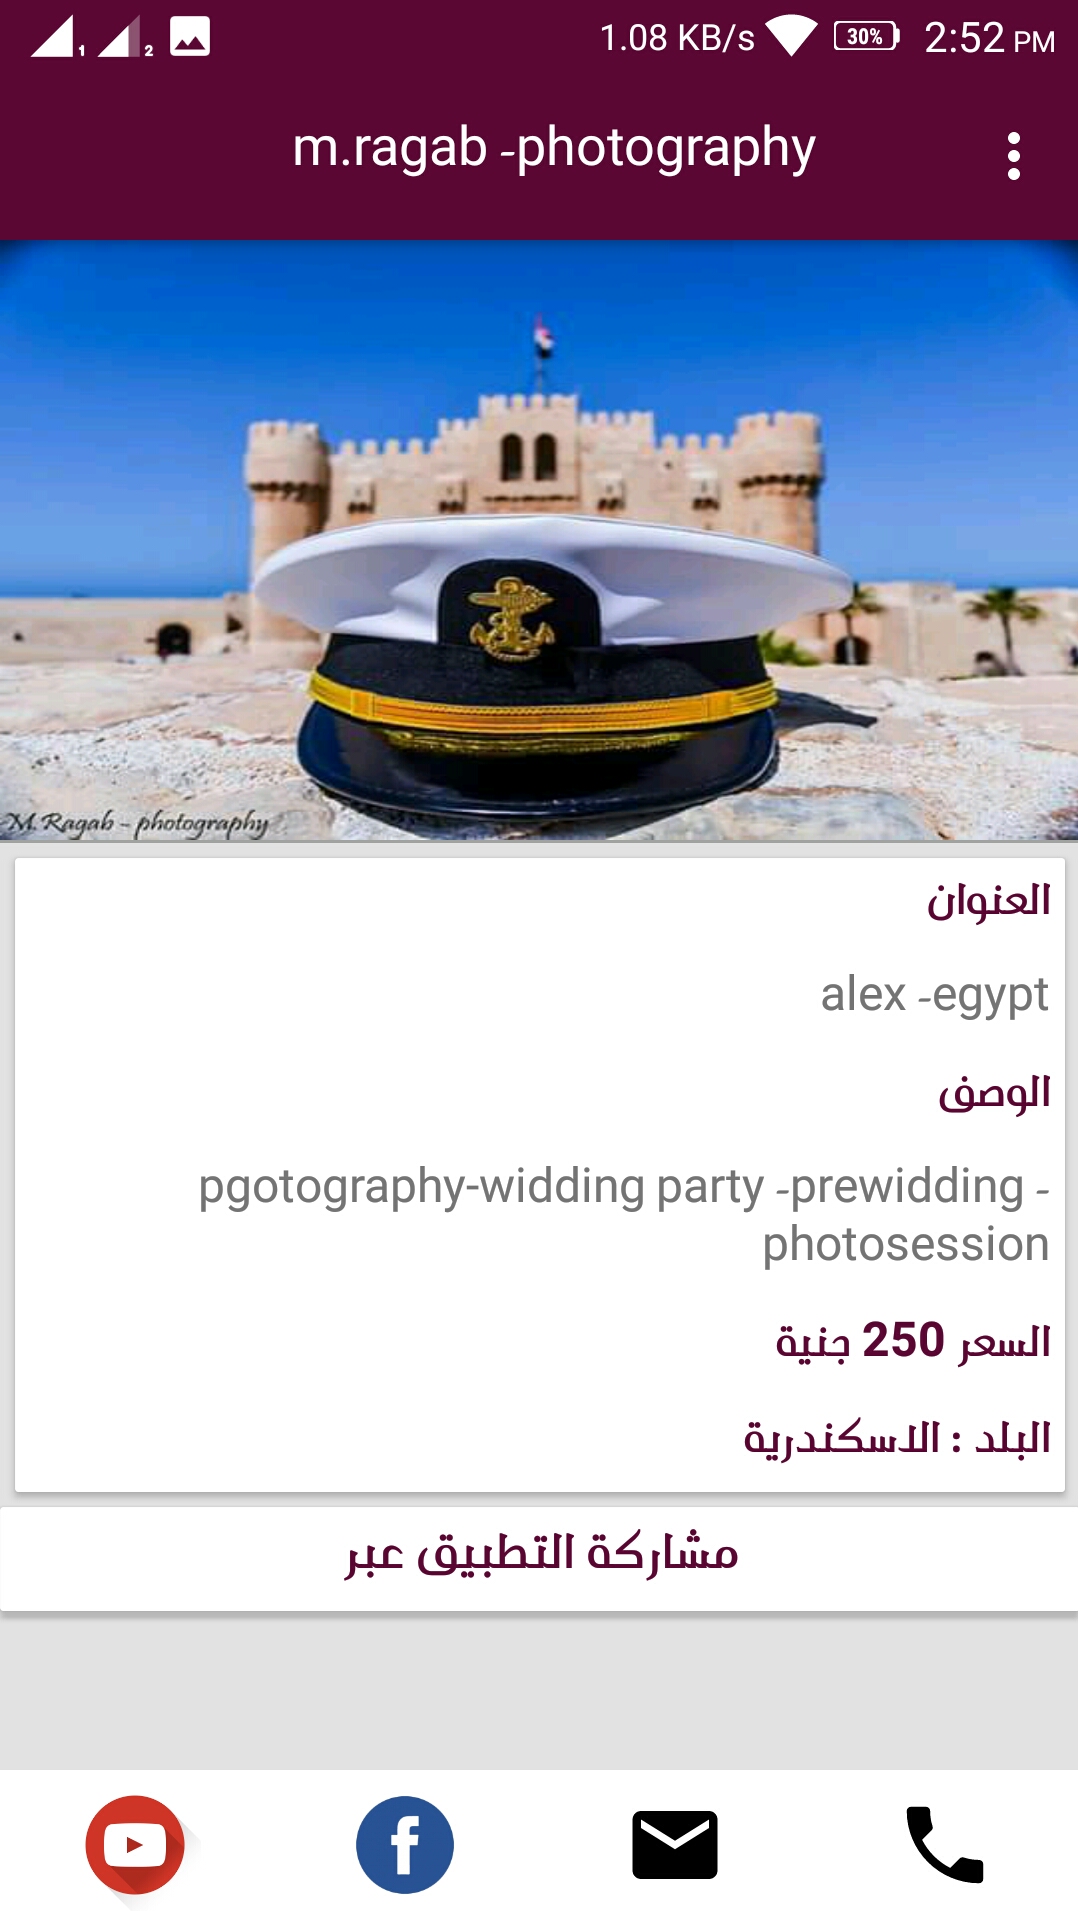 1 2 1.08 KB/s 30% 2:52 PM
m.ragab -photography
M.Ragab - photography
العنوان
alex -egypt
الوصف
pgotography-widding party -prewidding -
photosession
السعر 250 جنية
البلد : الاسكندرية
مشاركة التطبيق عبر
f